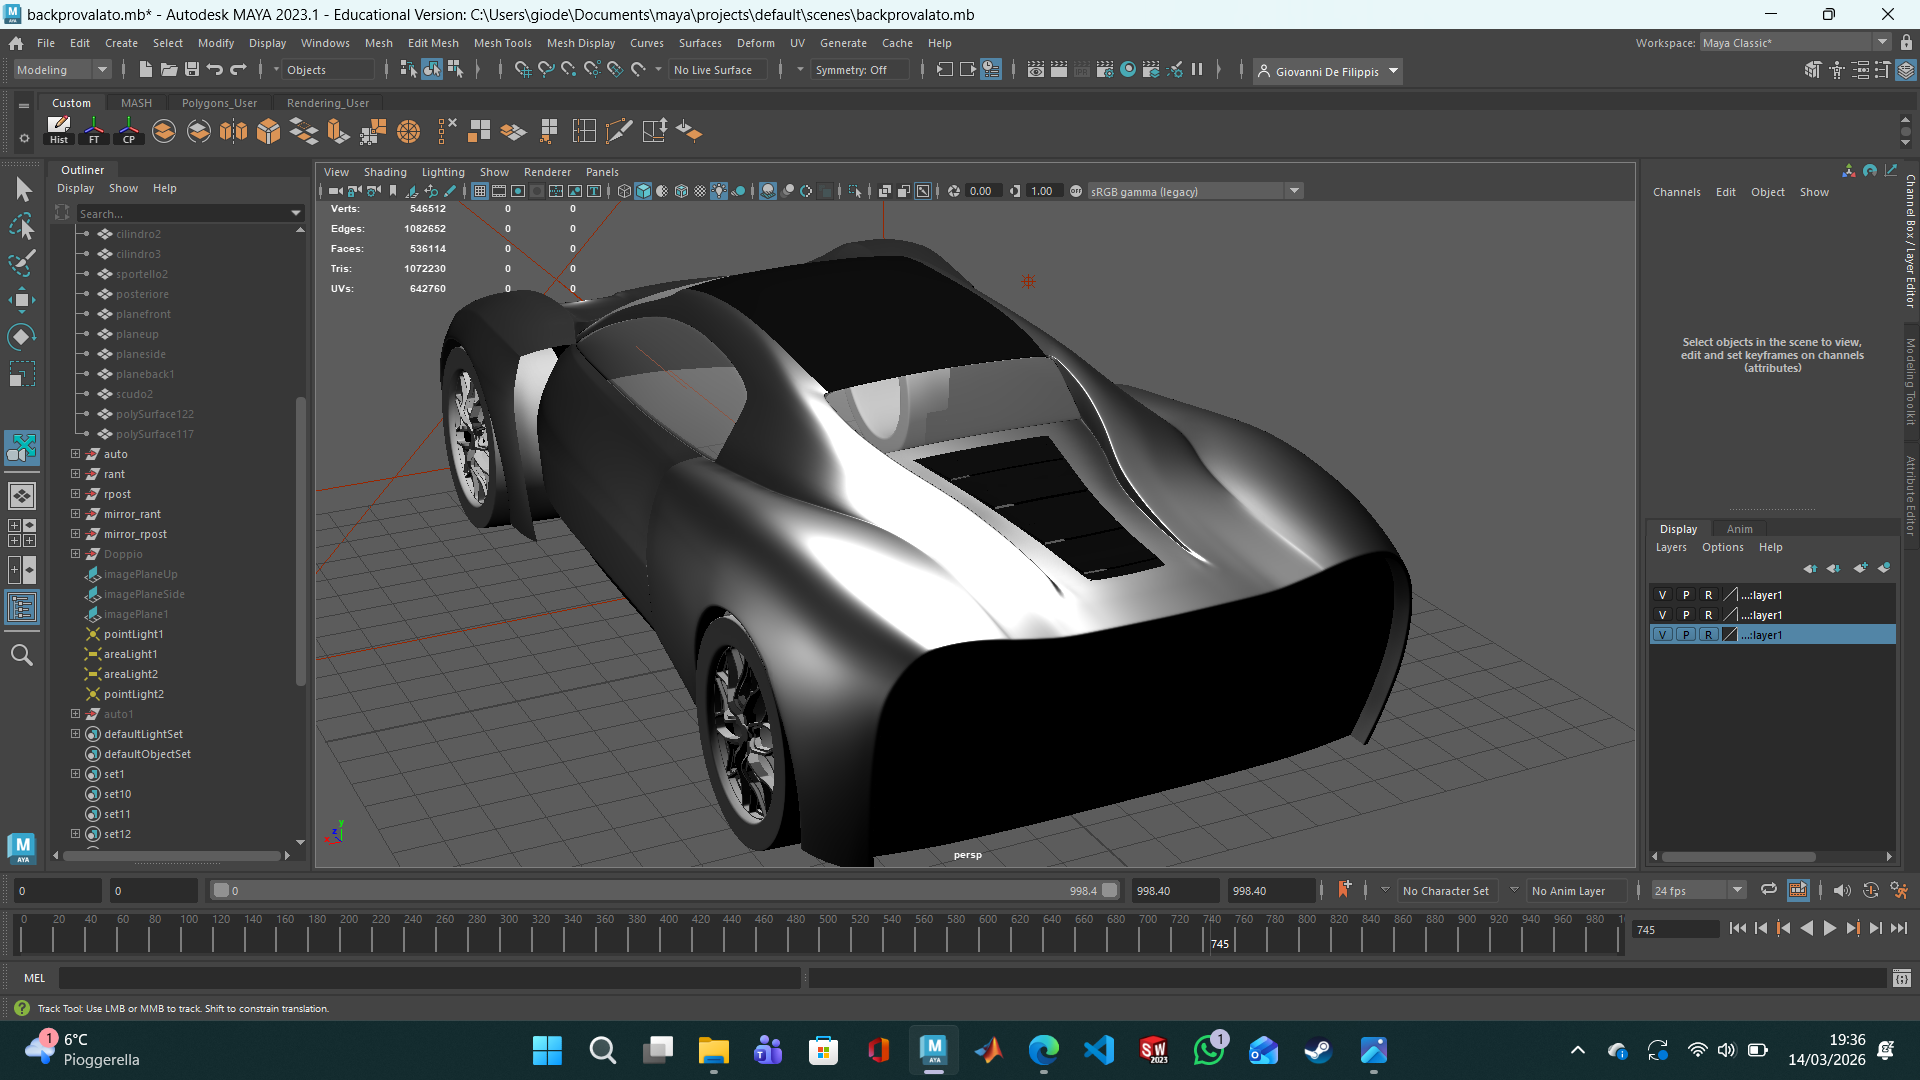 backprovalato.mb* - Autodesk MAYA 2023.1 - Educational Version: C:\Users\giode\Documents\maya\projects\default\scenes\backprovalato.mb
File Edit Create Select Modify Display Windows Mesh Edit Mesh Mesh Tools Mesh Display Curves Surfaces Deform UV Generate Cache Help
Workspace: Maya Classic*
Modeling
Objects
No Live Surface
Symmetry: Off
Giovanni De Filippis
Custom MASH Polygons_User Rendering_User
Hist FT CP
Outliner
Display Show Help
Search...
cilindro2
cilindro3
sportello2
posteriore
planefront
planeup
planeside
planeback1
scudo2
polySurface122
polySurface117
auto
rant
rpost
mirror_rant
mirror_rpost
Doppio
imagePlaneUp
imagePlaneSide
imagePlane1
pointLight1
areaLight1
areaLight2
pointLight2
auto1
defaultLightSet
defaultObjectSet
set1
set10
set11
set12
View Shading Lighting Show Renderer Panels
0.00 1.00 sRGB gamma (legacy)
Verts: 546512 0 0
Edges: 1082652 0 0
Faces: 536114 0 0
Tris: 1072230 0 0
UVs: 642760 0 0
y
z
x
persp
Channels Edit Object Show
Select objects in the scene to view,
edit and set keyframes on channels
(attributes)
Channel Box / Layer Editor
Modeling Toolkit
Attribute Editor
Display Anim
Layers Options Help
V P R ...:layer1
V P R ...:layer1
V P R ...:layer1
0 0 0 998.4 998.40 998.40 No Character Set No Anim Layer 24 fps
0 20 40 60 80 100 120 140 160 180 200 220 240 260 280 300 320 340 360 380 400 420 440 460 480 500 520 540 560 580 600 620 640 660 680 700 720 740 760 780 800 820 840 860 880 900 920 940 960 980
745
745
MEL
Track Tool: Use LMB or MMB to track. Shift to constrain translation.
1
6°C
Pioggerella
M
AYA
SW
2023
1
19:36
14/03/2026